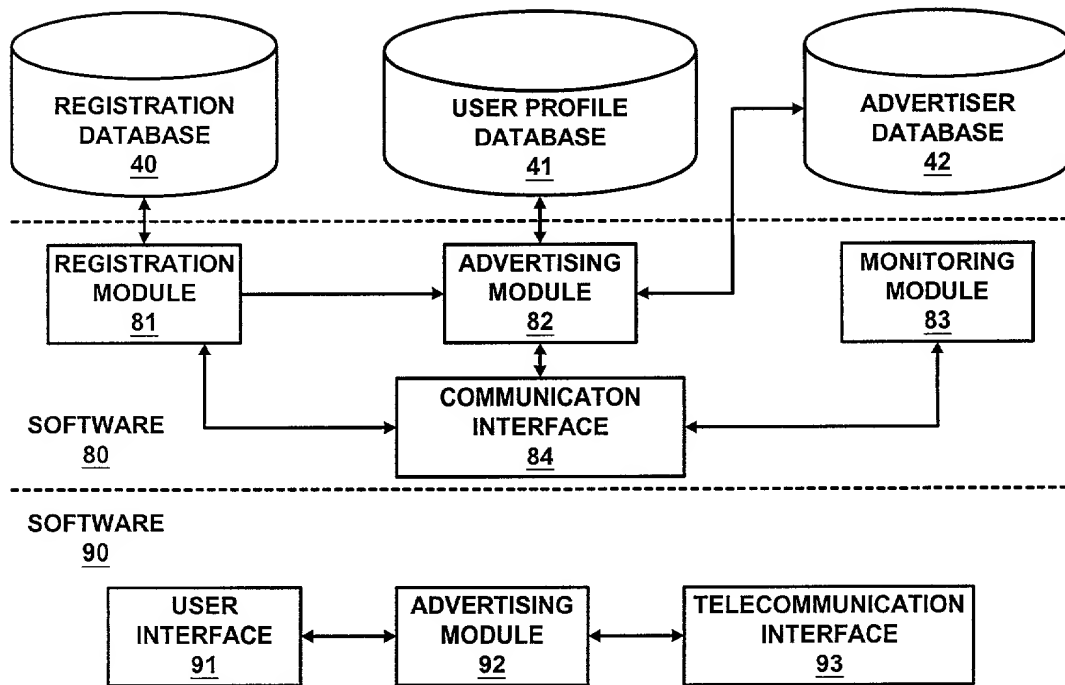 REGISTRATION
DATABASE
40
USER PROFILE
DATABASE
41
ADVERTISER
DATABASE
42
REGISTRATION
MODULE
81
ADVERTISING
MODULE
82
MONITORING
MODULE
83
COMMUNICATON
INTERFACE
84
SOFTWARE
80
SOFTWARE
90
USER
INTERFACE
91
ADVERTISING
MODULE
92
TELECOMMUNICATION
INTERFACE
93